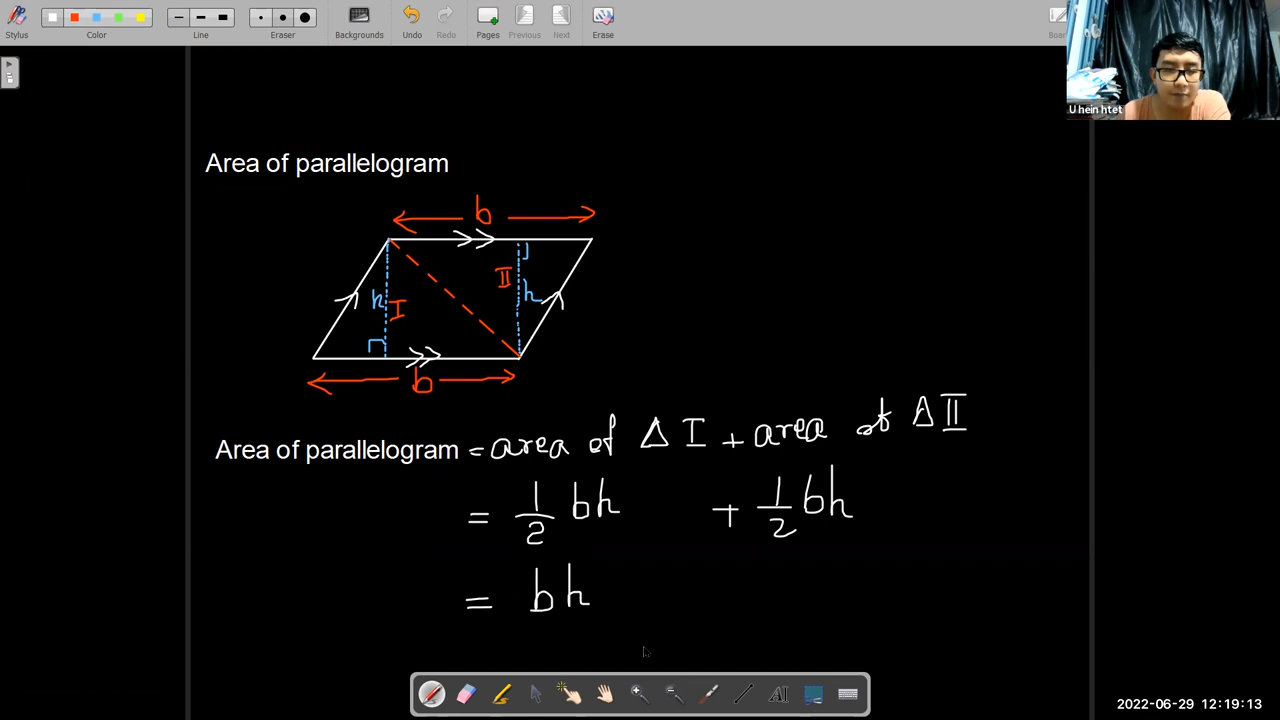 Stylus Color Line Eraser Backgrounds Undo Redo Pages Previous Next Erase
U hein htet
Area of parallelogram
b
II
h I h
b
Area of parallelogram = area of Δ I + area of Δ II
= 1/2 bh + 1/2 bh
= bh
2022-06-29 12:19:13